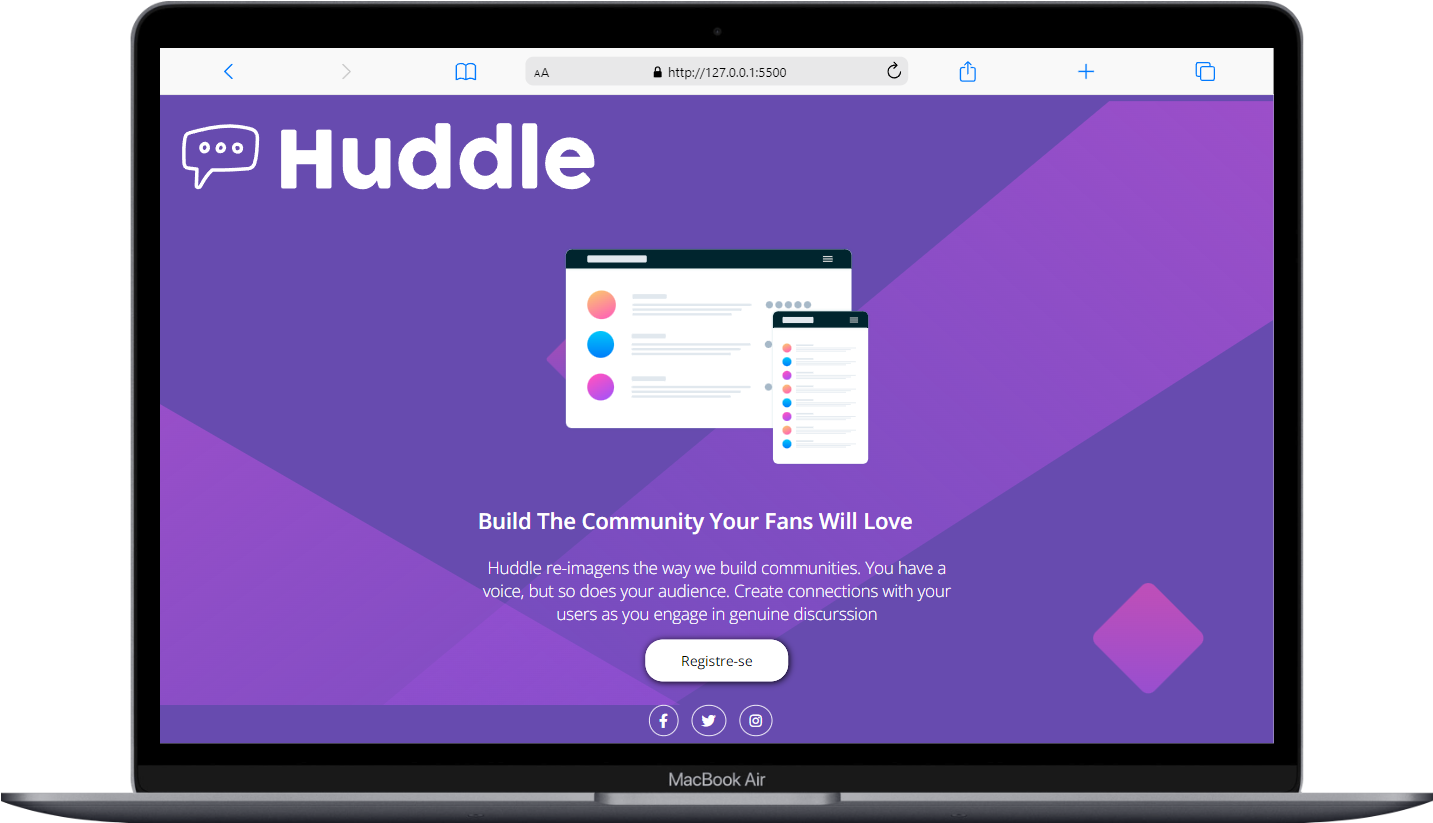 AA
http://127.0.0.1:5500
Huddle
Build The Community Your Fans Will Love
Huddle re-imagens the way we build communities. You have a
voice, but so does your audience. Create connections with your
users as you engage in genuine discurssion
Registre-se
MacBook Air